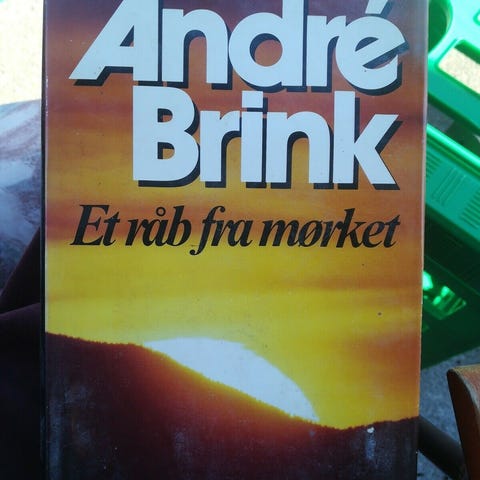 André
Brink
Et råb fra mørket